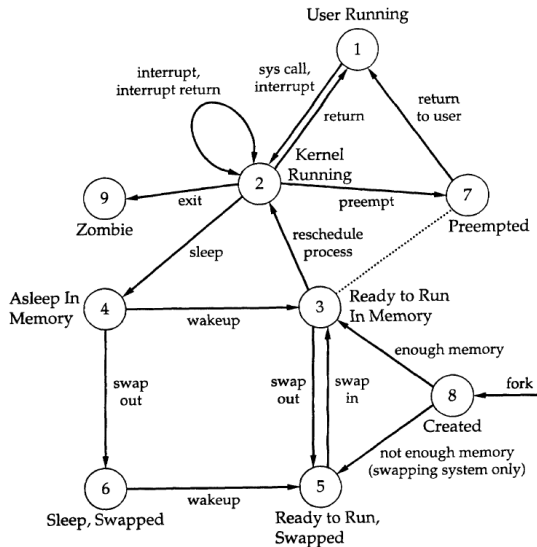 User Running
1
interrupt,
interrupt return
sys call,
interrupt
return
return
to user
Kernel
Running
2
7
Preempted
9
Zombie
exit
preempt
sleep
reschedule
process
Asleep In
Memory
4
wakeup
3
Ready to Run
In Memory
enough memory
swap
out
swap
out
swap
in
8
Created
fork
not enough memory
(swapping system only)
6
Sleep, Swapped
wakeup
5
Ready to Run,
Swapped